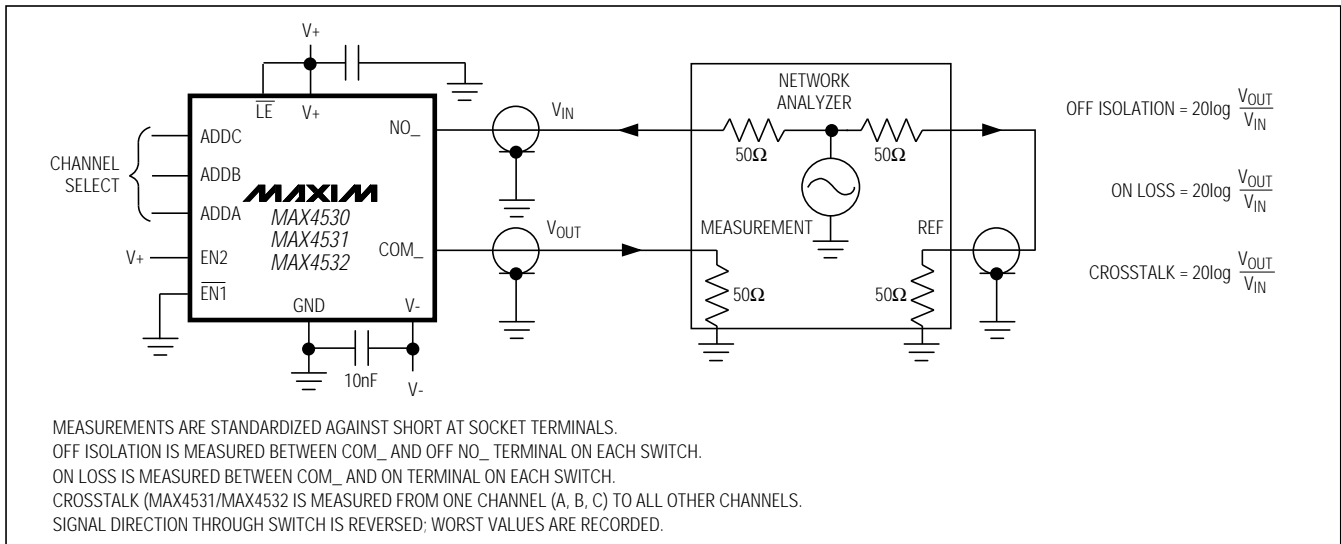 V+
LE
V+
ADDC
ADDB
ADDA
CHANNEL
SELECT
V+
EN2
EN1
MAXIM
MAX4530
MAX4531
MAX4532
NO_
COM_
GND
V-
10nF
V-
VIN
VOUT
NETWORK
ANALYZER
50Ω
50Ω
MEASUREMENT
REF
50Ω
50Ω
OFF ISOLATION = 20log VOUT/VIN
ON LOSS = 20log VOUT/VIN
CROSSTALK = 20log VOUT/VIN
MEASUREMENTS ARE STANDARDIZED AGAINST SHORT AT SOCKET TERMINALS.
OFF ISOLATION IS MEASURED BETWEEN COM_ AND OFF NO_ TERMINAL ON EACH SWITCH.
ON LOSS IS MEASURED BETWEEN COM_ AND ON TERMINAL ON EACH SWITCH.
CROSSTALK (MAX4531/MAX4532 IS MEASURED FROM ONE CHANNEL (A, B, C) TO ALL OTHER CHANNELS.
SIGNAL DIRECTION THROUGH SWITCH IS REVERSED; WORST VALUES ARE RECORDED.